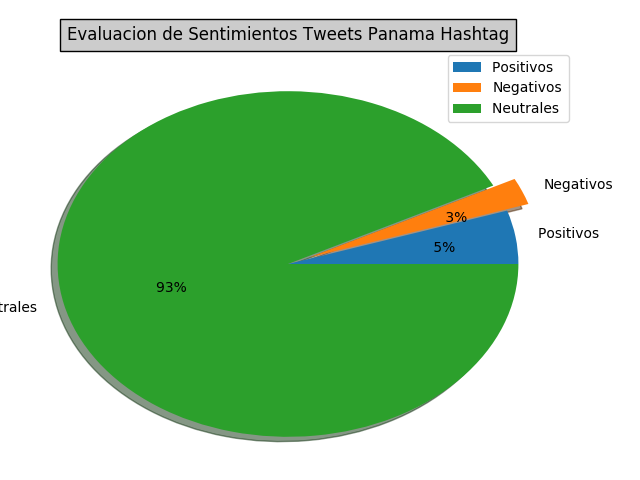 Evaluacion de Sentimientos Tweets Panama Hashtag
Positivos
Negativos
Neutrales
Negativos
3%
Positivos
5%
93%
trales